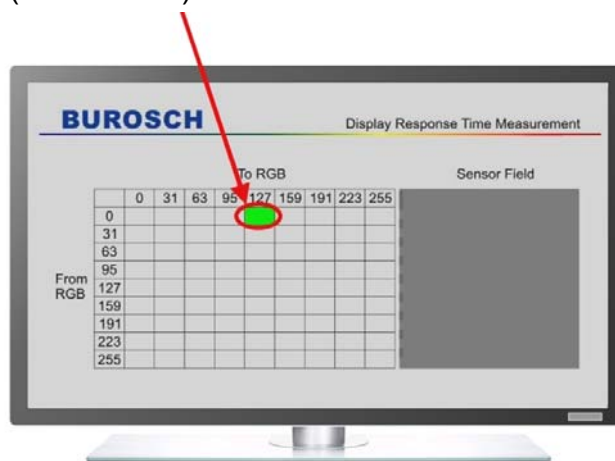 BUROSCH
Display Response Time Measurement
To RGB
Sensor Field
0 31 63 95 127 159 191 223 255
0
31
63
95
From RGB
127
159
191
223
255